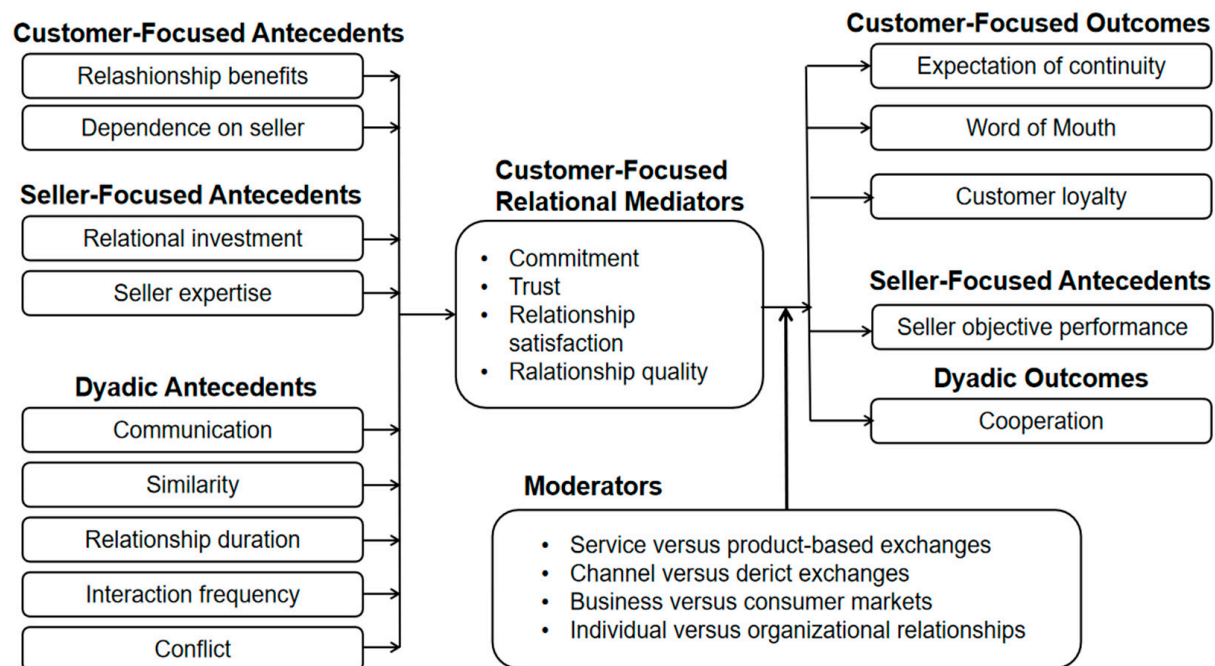 Customer-Focused Antecedents
Relashionship benefits
Dependence on seller
Seller-Focused Antecedents
Relational investment
Seller expertise
Dyadic Antecedents
Communication
Similarity
Relationship duration
Interaction frequency
Conflict
Customer-Focused
Relational Mediators
• Commitment
• Trust
• Relationship
satisfaction
• Ralationship quality
Moderators
• Service versus product-based exchanges
• Channel versus derict exchanges
• Business versus consumer markets
• Individual versus organizational relationships
Customer-Focused Outcomes
Expectation of continuity
Word of Mouth
Customer loyalty
Seller-Focused Antecedents
Seller objective performance
Dyadic Outcomes
Cooperation